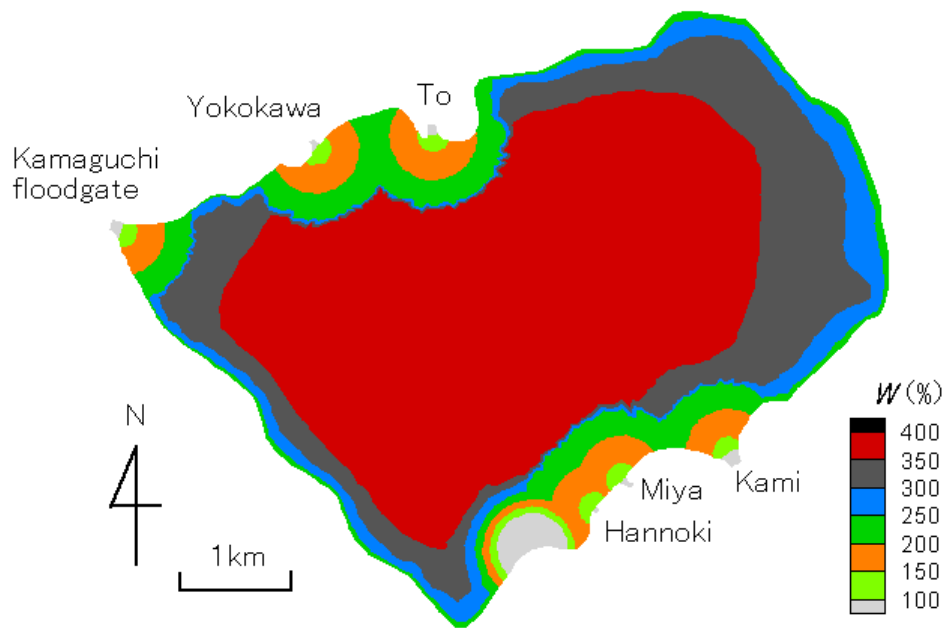 To
Yokokawa
Kamaguchi
floodgate
N
W(%)
400
350
300
250
200
150
100
Kami
Miya
Hannoki
1km